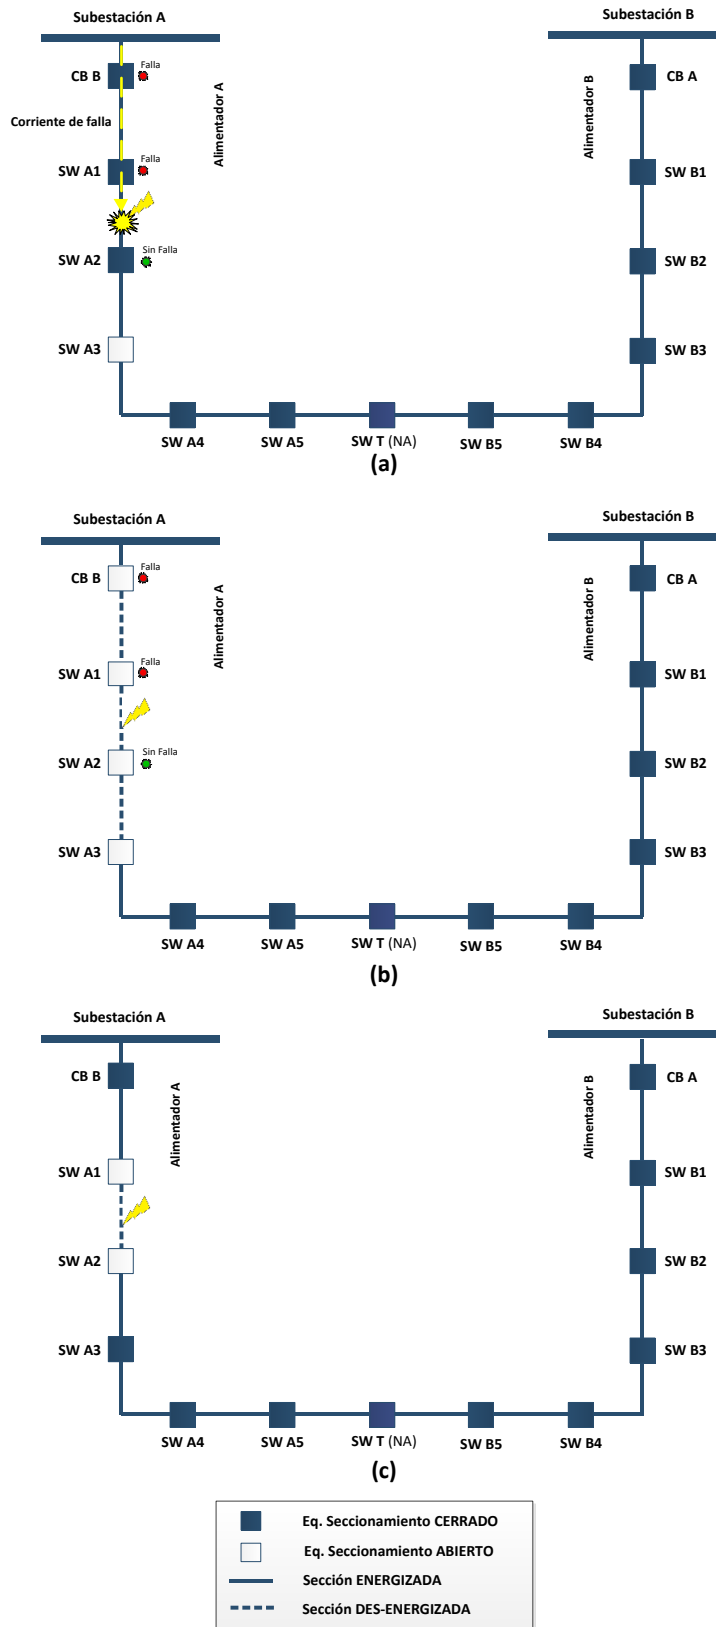 Subestación A
Subestación B
Falla
CB B
CB A
Alimentador A
Alimentador B
Corriente de falla
Falla
SW A1
SW B1
Sin Falla
SW A2
SW B2
SW A3
SW B3
SW A4
SW A5
SW T (NA)
SW B5
SW B4
(a)
Subestación A
Subestación B
Falla
CB B
CB A
Alimentador A
Alimentador B
Falla
SW A1
SW B1
Sin Falla
SW A2
SW B2
SW A3
SW B3
SW A4
SW A5
SW T (NA)
SW B5
SW B4
(b)
Subestación A
Subestación B
CB B
CB A
Alimentador A
Alimentador B
SW A1
SW B1
SW A2
SW B2
SW A3
SW B3
SW A4
SW A5
SW T (NA)
SW B5
SW B4
(c)
Eq. Seccionamiento CERRADO
Eq. Seccionamiento ABIERTO
Sección ENERGIZADA
Sección DES-ENERGIZADA